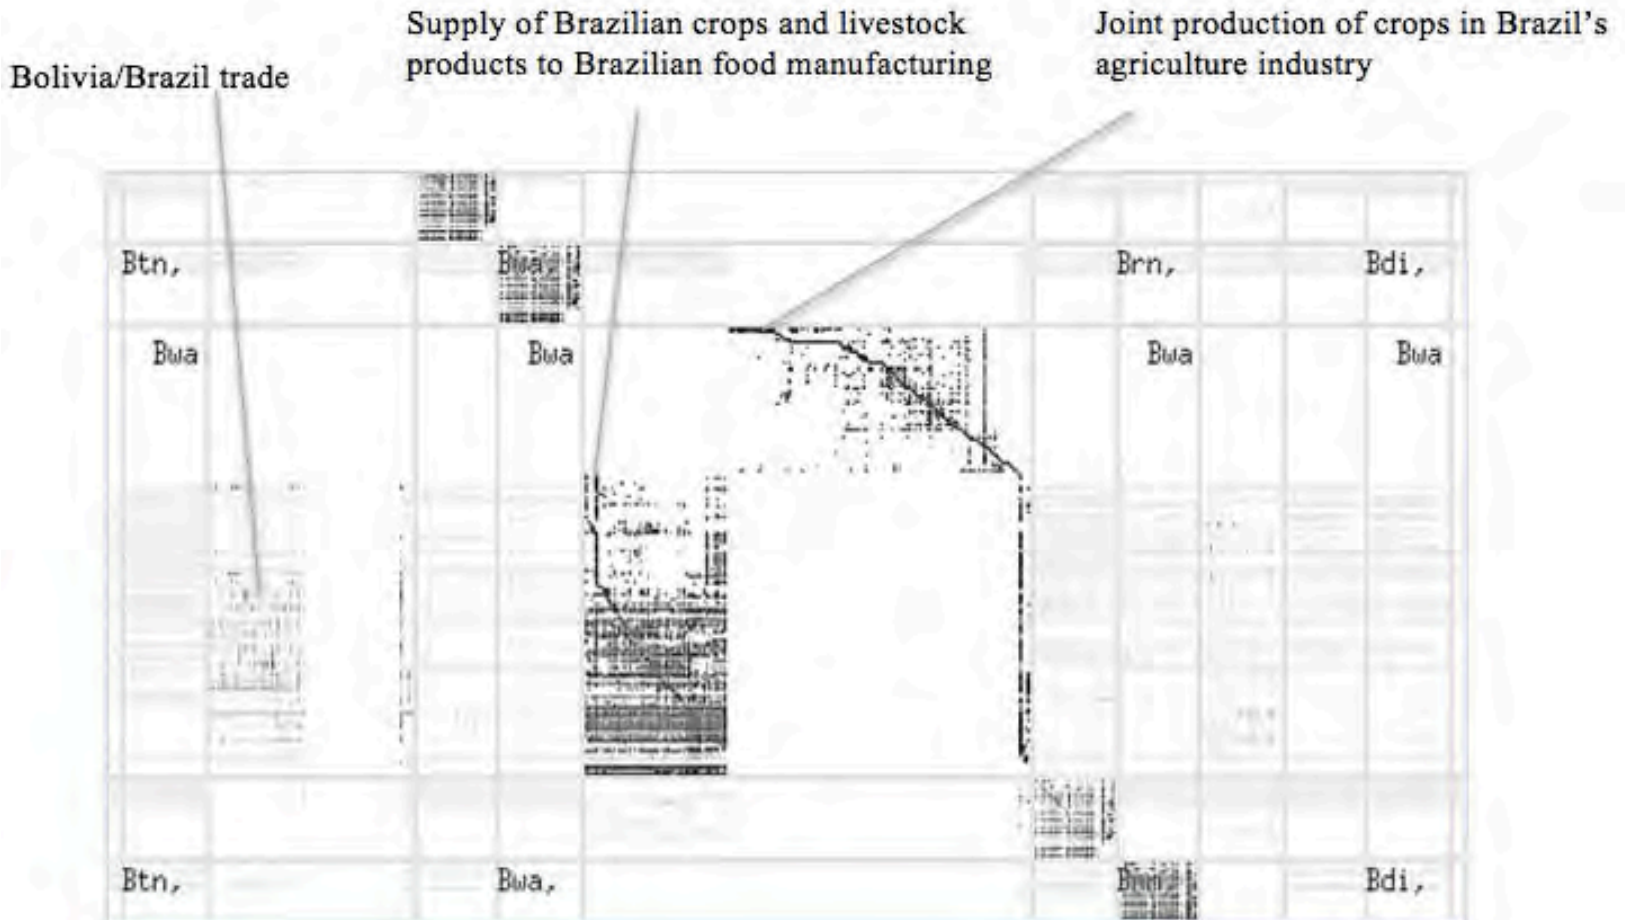 Supply of Brazilian crops and livestock
products to Brazilian food manufacturing
Joint production of crops in Brazil's
agriculture industry
Bolivia/Brazil trade
Btn,
Brn,
Bdi,
Bwa
Bwa
Bwa
Bwa
Btn,
Bwa,
Bdi,